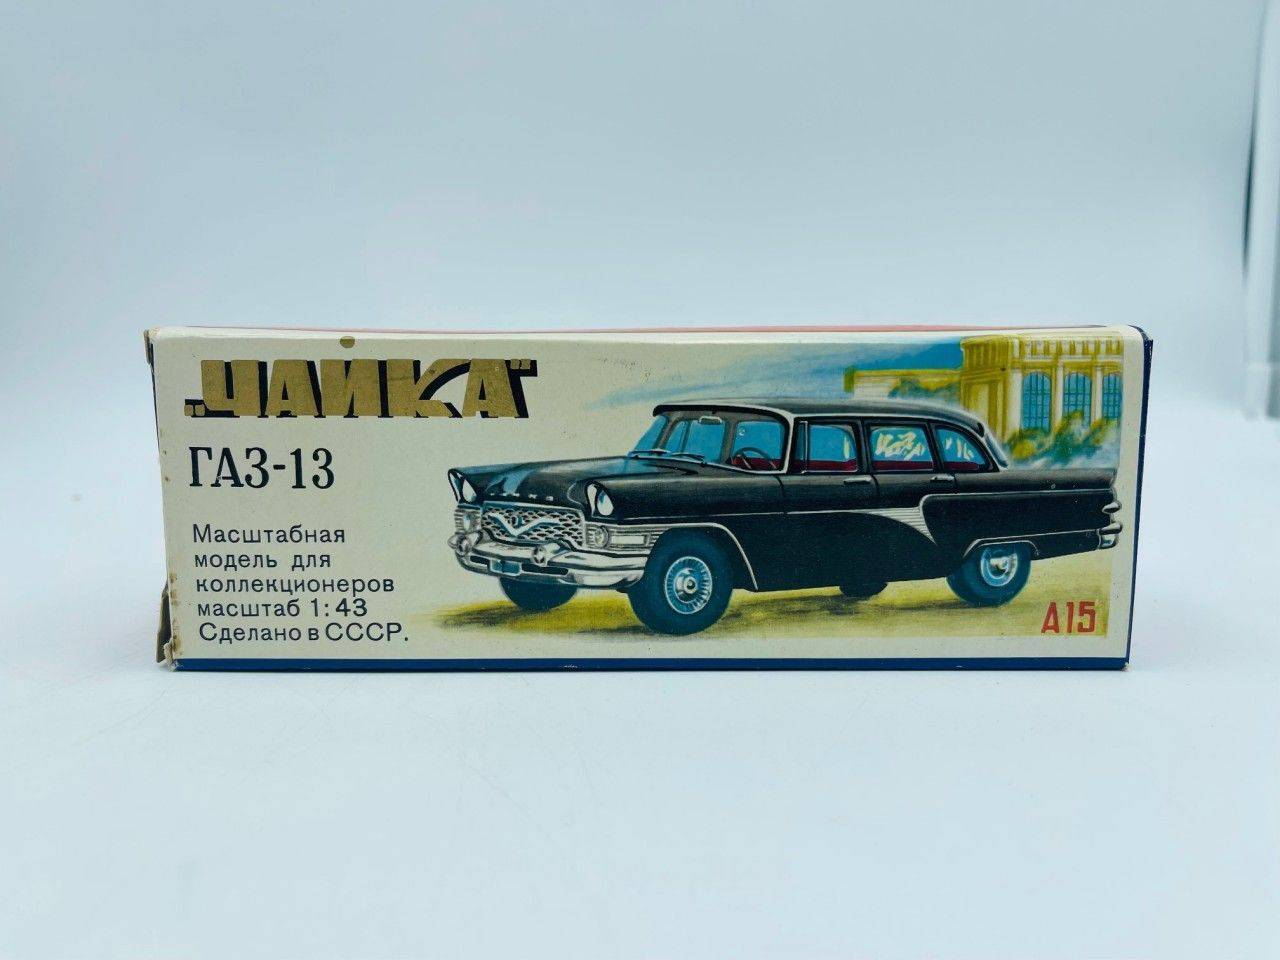 „ЧАЙКА"
ГАЗ-13
Масштабная
модель для
коллекционеров
масштаб 1:43
Сделано в СССР.
А15